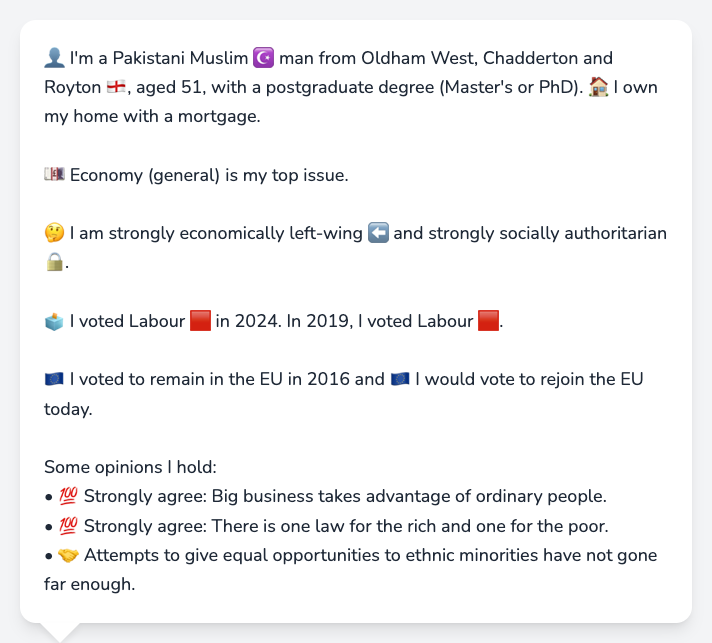 👤 I'm a Pakistani Muslim ☪️ man from Oldham West, Chadderton and
Royton 🏴󠁧󠁢󠁥󠁮󠁧󠁿, aged 51, with a postgraduate degree (Master's or PhD). 🏠 I own
my home with a mortgage.
💷 Economy (general) is my top issue.
🤔 I am strongly economically left-wing ⬅️ and strongly socially authoritarian
🔒.
🗳️ I voted Labour 🟥 in 2024. In 2019, I voted Labour 🟥.
🇪🇺 I voted to remain in the EU in 2016 and 🇪🇺 I would vote to rejoin the EU
today.
Some opinions I hold:
• 💯 Strongly agree: Big business takes advantage of ordinary people.
• 💯 Strongly agree: There is one law for the rich and one for the poor.
• 🤝 Attempts to give equal opportunities to ethnic minorities have not gone
far enough.